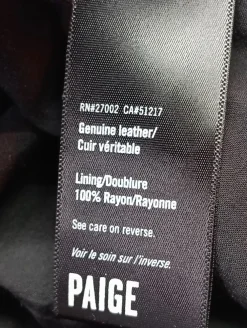 RN#27002 CA#51217
Genuine leather/
Cuir véritable
Lining/Doublure
100% Rayon/Rayonne
See care on reverse.
Voir le soin sur l'inverse.
PAIGE